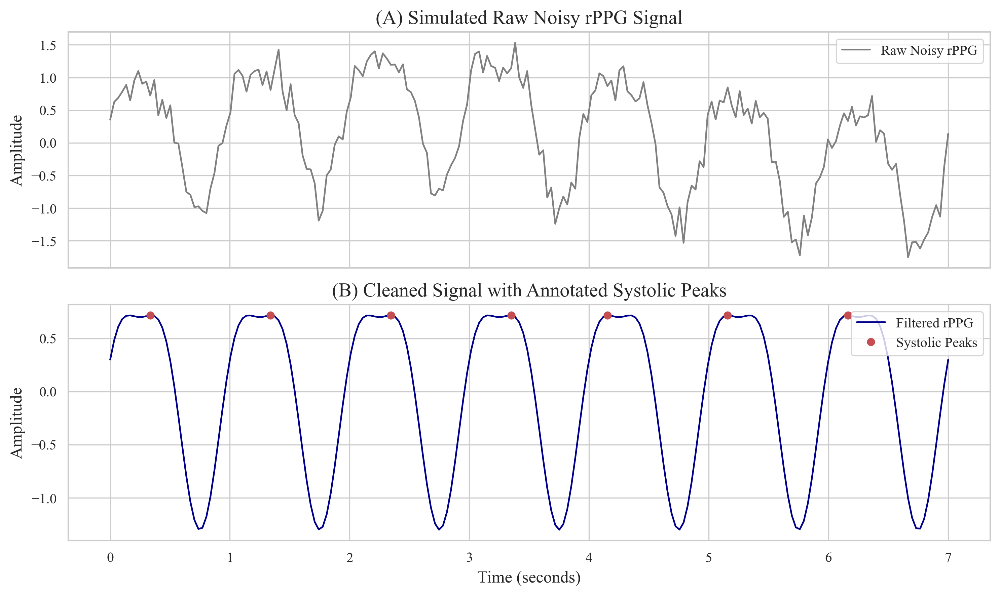 (A) Simulated Raw Noisy rPPG Signal
Raw Noisy rPPG
1.5
1.0
0.5
0.0
−0.5
−1.0
−1.5
Amplitude
(B) Cleaned Signal with Annotated Systolic Peaks
Filtered rPPG
Systolic Peaks
0.5
0.0
−0.5
−1.0
Amplitude
0 1 2 3 4 5 6 7
Time (seconds)